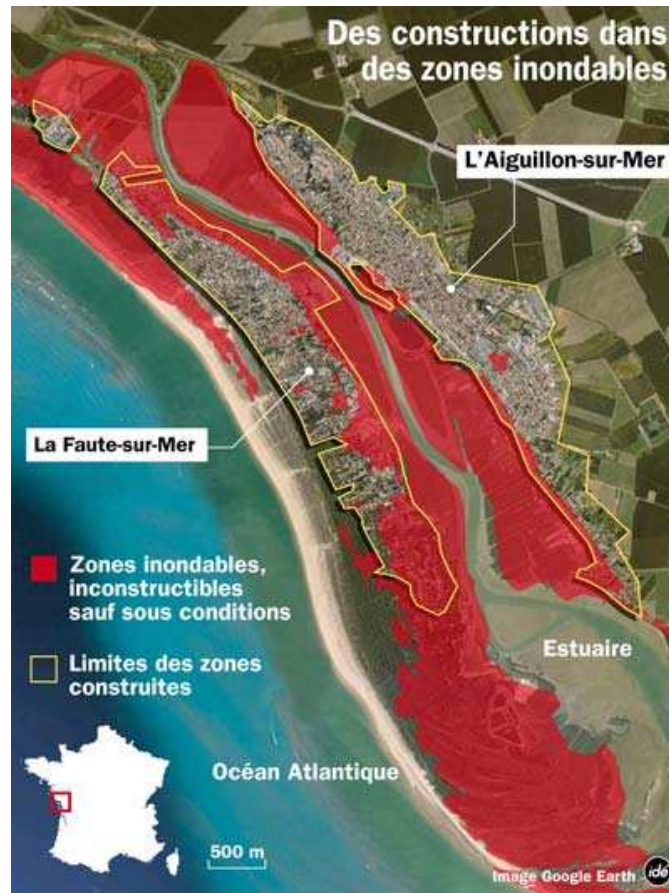 Des constructions dans
des zones inondables
L'Aiguillon-sur-Mer
La Faute-sur-Mer
Zones inondables,
inconstructibles
sauf sous conditions
Limites des zones
construites
Estuaire
Océan Atlantique
500 m
Image Google Earth
idé